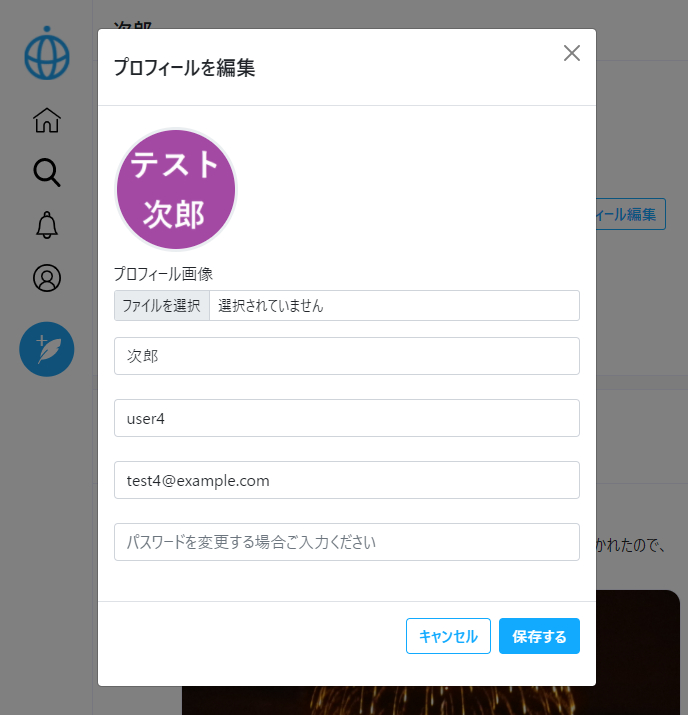 次郎
プロフィールを編集
テスト
次郎
ィール編集
プロフィール画像
ファイルを選択 選択されていません
次郎
user4
test4@example.com
パスワードを変更する場合ご入力ください
かれたので、
キャンセル 保存する